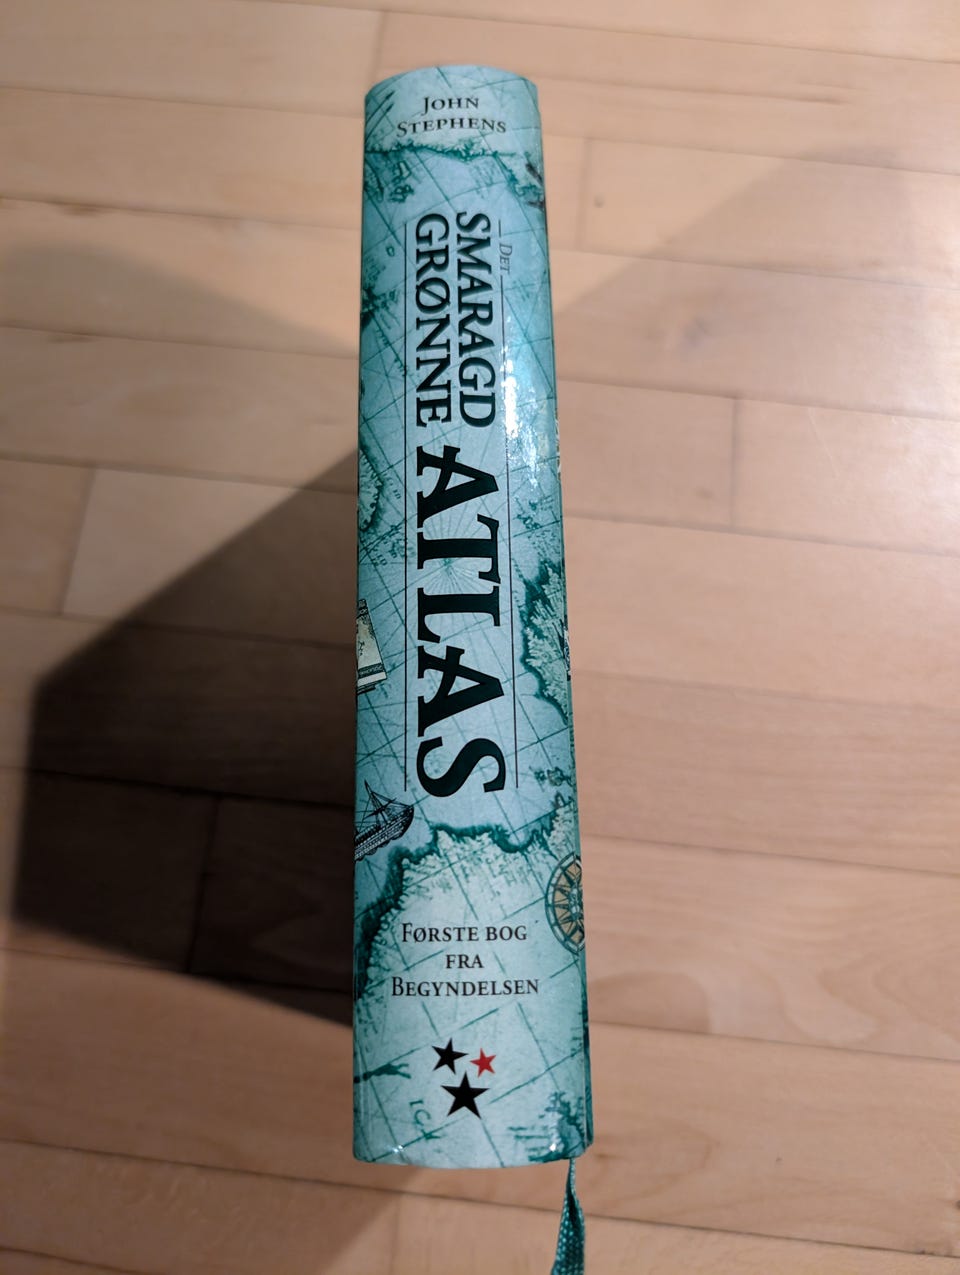 JOHN
STEPHENS
DET
SMARAGD
GRØNNE
ATLAS
FØRSTE BOG
FRA
BEGYNDELSEN